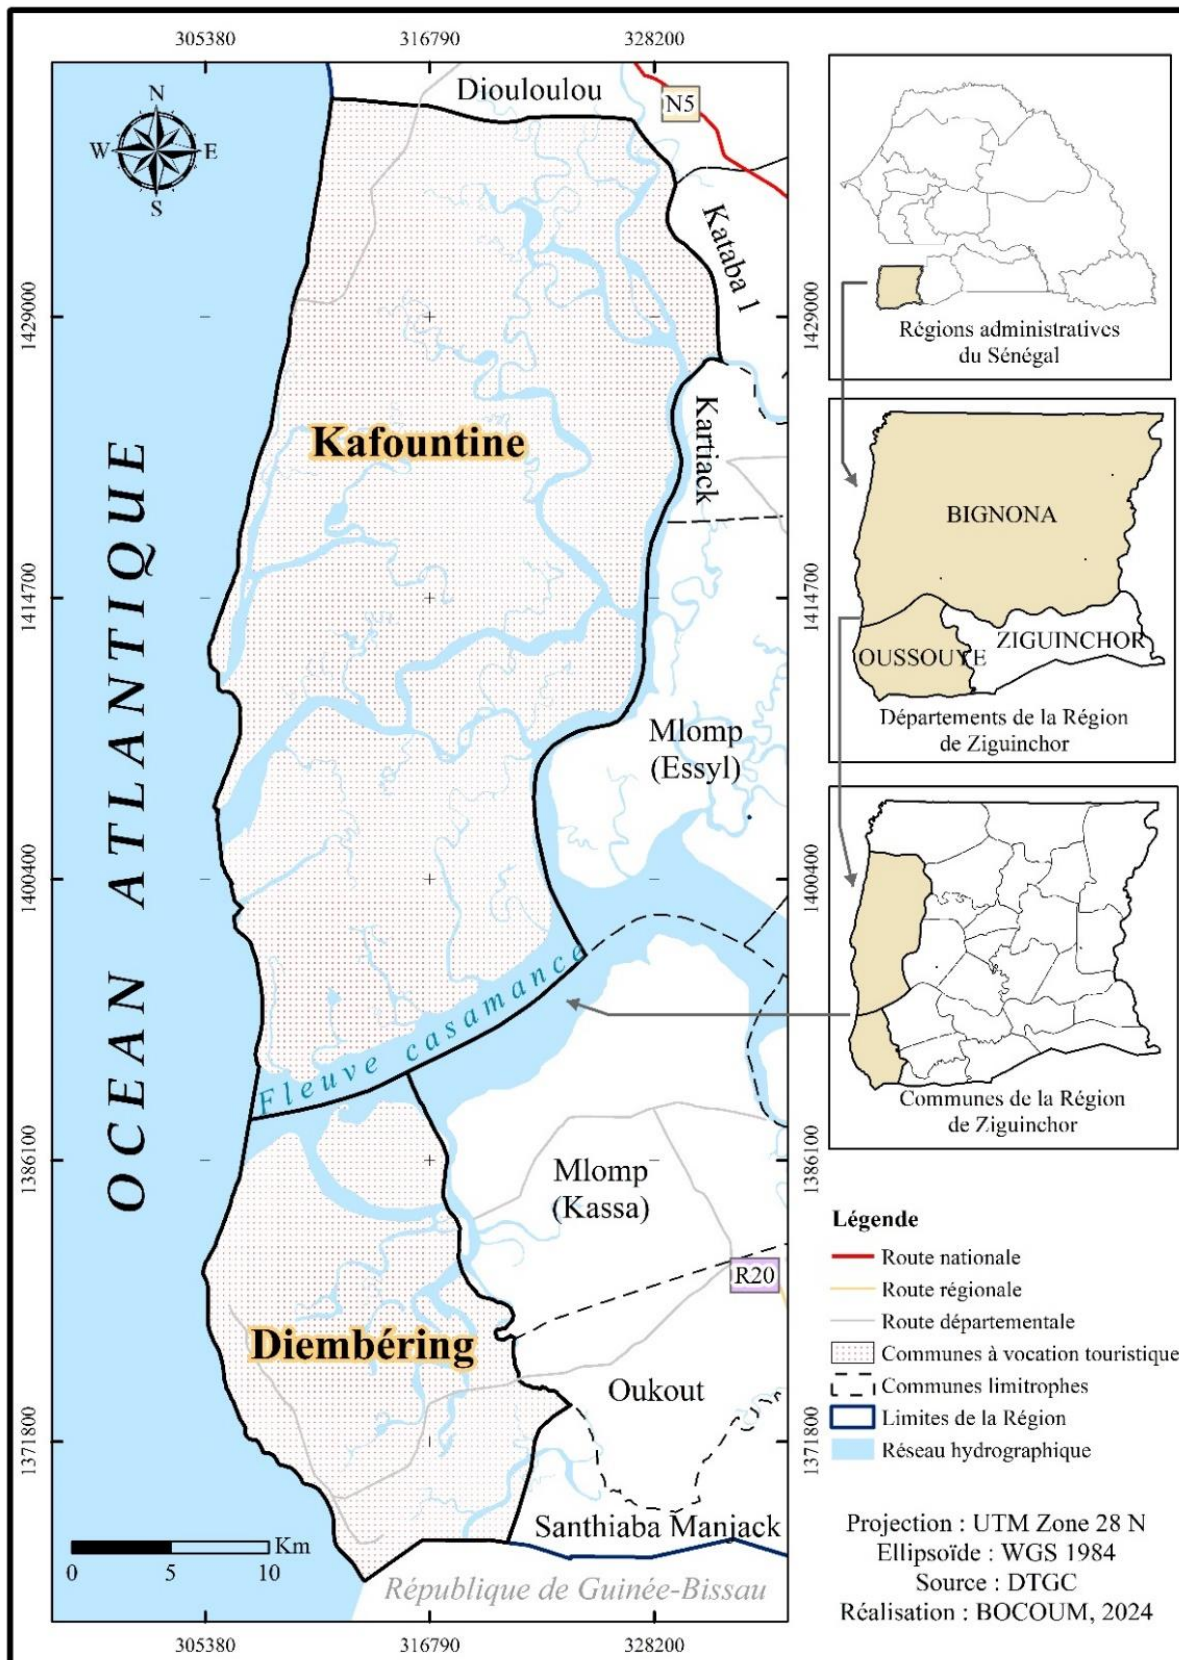 305380
316790
328200
Diouloulou
N5
N
W
E
S
Kataba 1
1429000
1429000
Kafountine
Kartiack
OCEAN ATLANTIQUE
1414700
1414700
Mlomp
(Essyl)
1400400
1400400
Fleuve casamance
1386100
1386100
Mlomp
(Kassa)
R20
Diembéring
Oukout
1371800
1371800
Santhiaba Manjack
Km
0
5
10
République de Guinée-Bissau
305380
316790
328200
Régions administratives
du Sénégal
BIGNONA
ZIGUINCHOR
OUSSOUYE
Départements de la Région
de Ziguinchor
Communes de la Région
de Ziguinchor
Légende
Route nationale
Route régionale
Route départementale
Communes à vocation touristique
Communes limitrophes
Limites de la Région
Réseau hydrographique
Projection : UTM Zone 28 N
Ellipsoïde : WGS 1984
Source : DTGC
Réalisation : BOCOUM, 2024